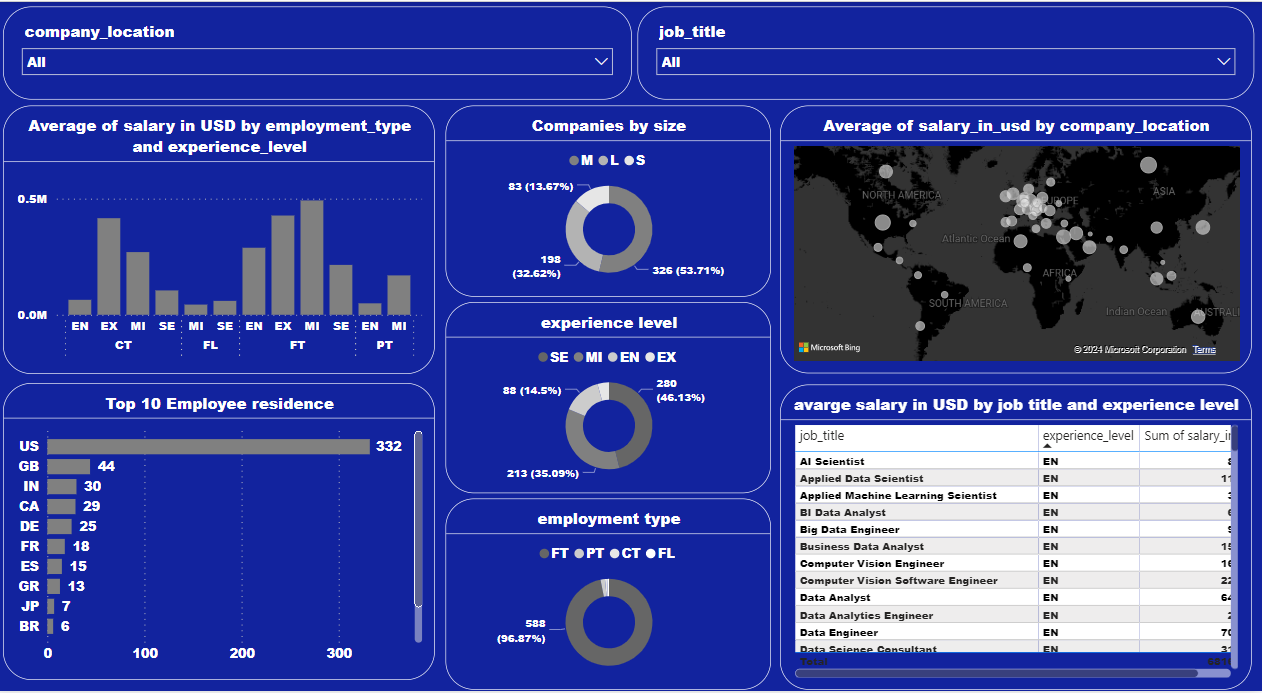 company_location
All
job_title
All
Average of salary in USD by employment_type
and experience_level
0.5M
0.0M
EN EX MI SE MI SE EN EX MI SE EN MI
CT FL FT PT
Companies by size
M L S
83 (13.67%)
198
(32.62%)
326 (53.71%)
Average of salary_in_usd by company_location
NORTH AMERICA
EUROPE
ASIA
Atlantic Ocean
AFRICA
SOUTH AMERICA
Indian Ocean
AUSTRALI
Microsoft Bing
© 2024 Microsoft Corporation Terms
experience level
SE MI EN EX
88 (14.5%)
280
(46.13%)
213 (35.09%)
Top 10 Employee residence
US 332
GB 44
IN 30
CA 29
DE 25
FR 18
ES 15
GR 13
JP 7
BR 6
0 100 200 300
employment type
FT PT CT FL
588
(96.87%)
avarge salary in USD by job title and experience level
job_title experience_level Sum of salary_in
AI Scientist EN
Applied Data Scientist EN 11
Applied Machine Learning Scientist EN
BI Data Analyst EN
Big Data Engineer EN
Business Data Analyst EN 15
Computer Vision Engineer EN 16
Computer Vision Software Engineer EN 22
Data Analyst EN 64
Data Analytics Engineer EN
Data Engineer EN 70
Data Science Consultant EN 31
Total